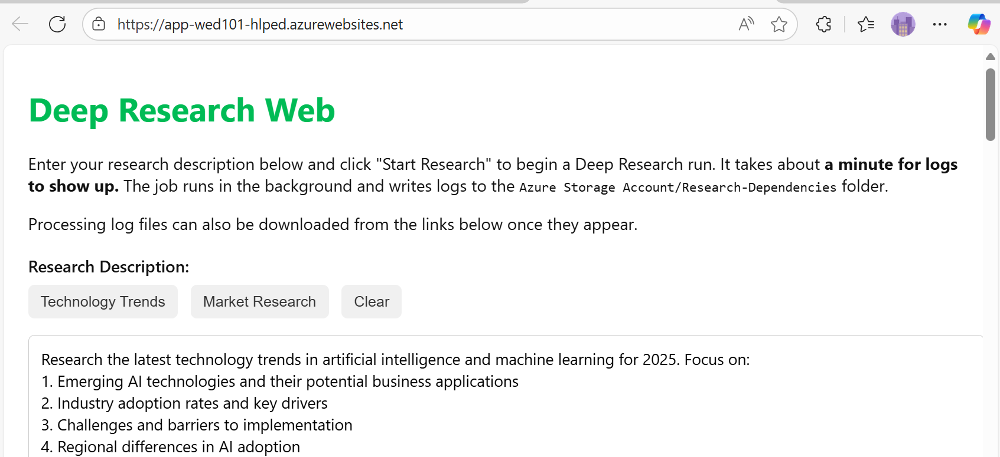 https://app-wed101-hlped.azurewebsites.net
Deep Research Web
Enter your research description below and click "Start Research" to begin a Deep Research run. It takes about a minute for logs
to show up. The job runs in the background and writes logs to the Azure Storage Account/Research-Dependencies folder.
Processing log files can also be downloaded from the links below once they appear.
Research Description:
Technology Trends Market Research Clear
Research the latest technology trends in artificial intelligence and machine learning for 2025. Focus on:
1. Emerging AI technologies and their potential business applications
2. Industry adoption rates and key drivers
3. Challenges and barriers to implementation
4. Regional differences in AI adoption